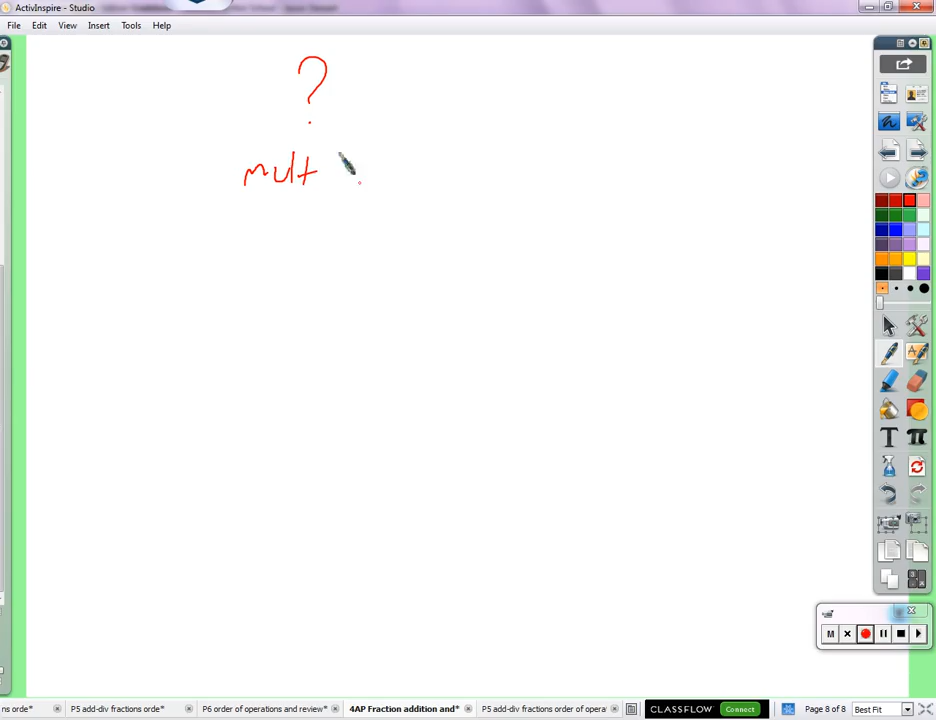 ActivInspire - Studio
File Edit View Insert Tools Help
?
mult
M
CLASSFLOW Connect
ns orde* P5 add-div fractions orde* P6 order of operations and review* 4AP Fraction addition and* P5 add-div fractions order of opera
Page 8 of 8 Best Fit